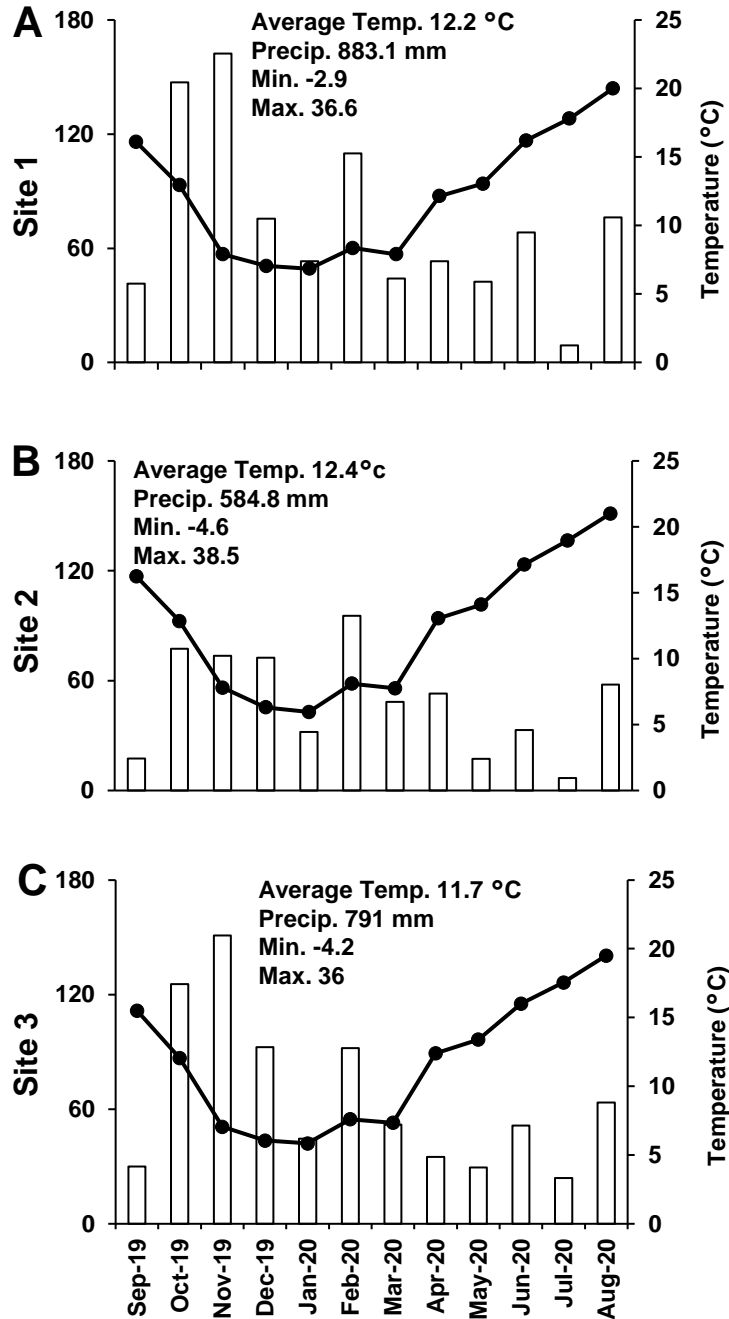 A
Average Temp. 12.2 °C
Precip. 883.1 mm
Min. -2.9
Max. 36.6
Site 1
180
120
60
0
25
20
15
10
5
0
Temperature (°C)
B
Average Temp. 12.4°c
Precip. 584.8 mm
Min. -4.6
Max. 38.5
Site 2
180
120
60
0
25
20
15
10
5
0
Temperature (°C)
C
Average Temp. 11.7 °C
Precip. 791 mm
Min. -4.2
Max. 36
Site 3
180
120
60
0
25
20
15
10
5
0
Temperature (°C)
Sep-19
Oct-19
Nov-19
Dec-19
Jan-20
Feb-20
Mar-20
Apr-20
May-20
Jun-20
Jul-20
Aug-20